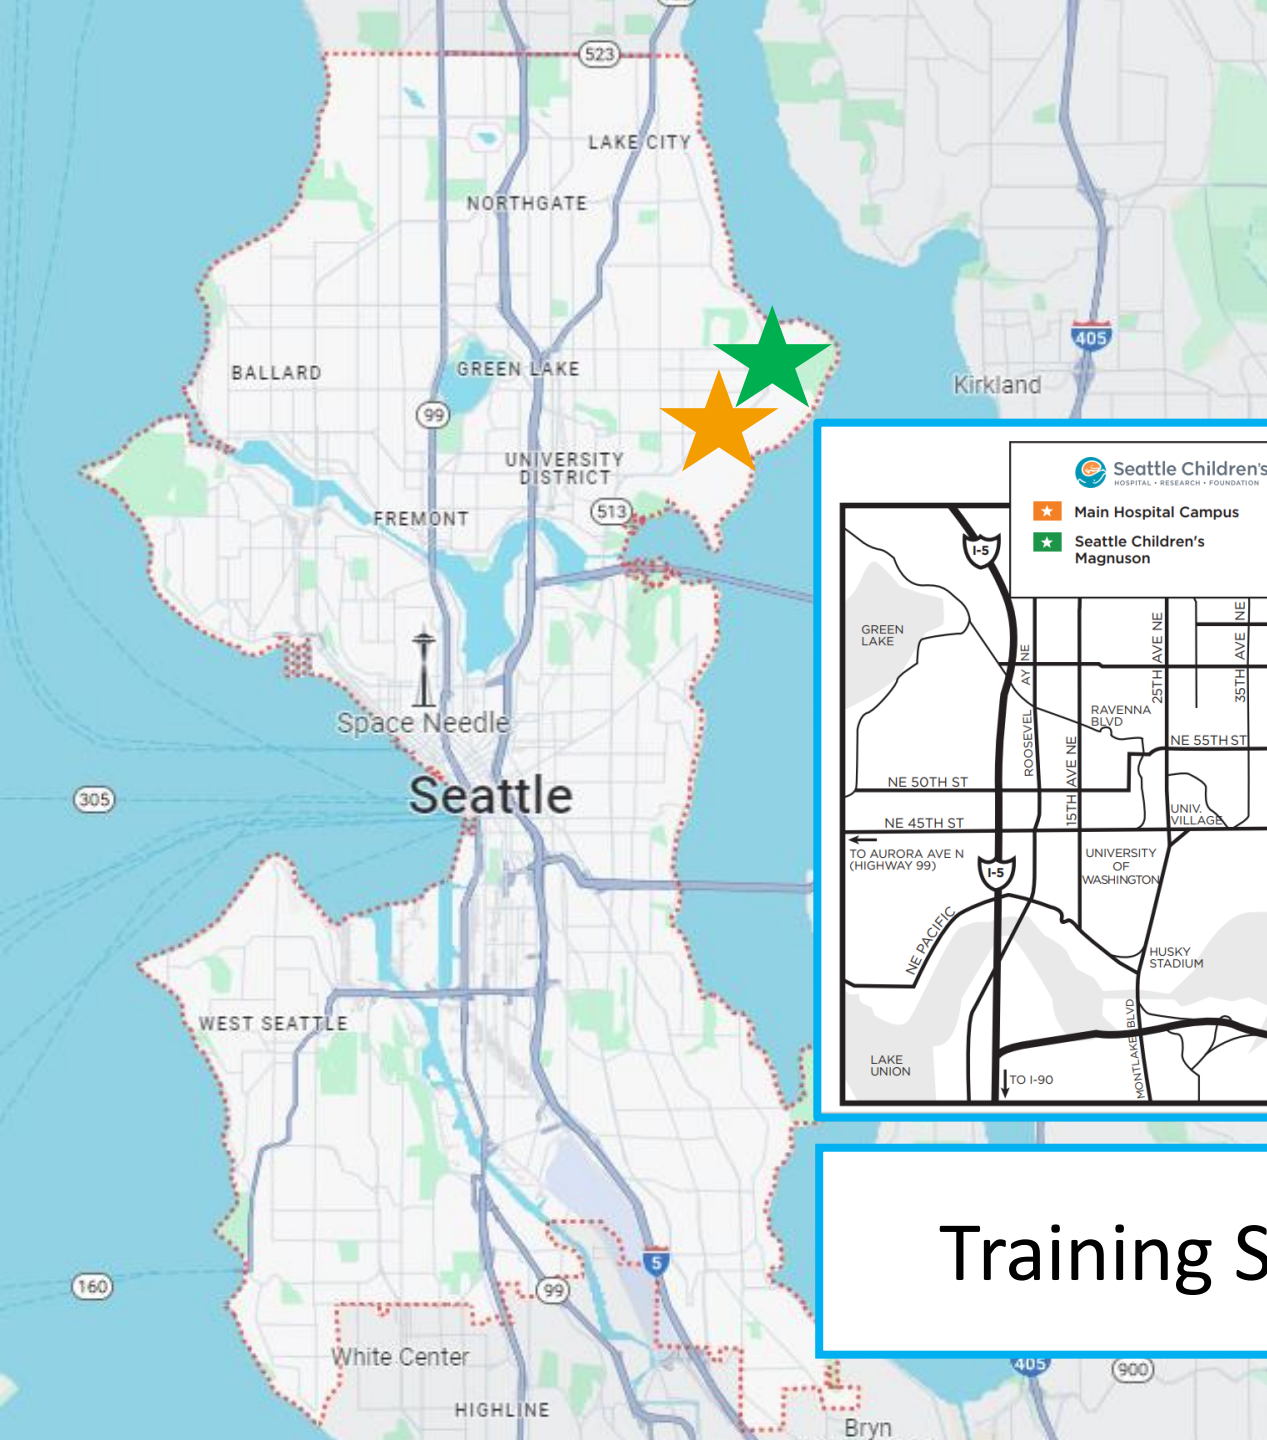 523
LAKE CITY
NORTHGATE
BALLARD
GREEN LAKE
405
Kirkland
99
UNIVERSITY
DISTRICT
513
FREMONT
Space Needle
Seattle
305
WEST SEATTLE
160
5
99
White Center
HIGHLINE
405
900
Bryn
Seattle Children's
HOSPITAL • RESEARCH • FOUNDATION
Main Hospital Campus
Seattle Children's
Magnuson
I-5
GREEN
LAKE
AV NE
ROOSEVEL
15TH AVE NE
25TH AVE NE
35TH AVE NE
RAVENNA
BLVD
NE 55TH ST
NE 50TH ST
NE 45TH ST
UNIV.
VILLAGE
TO AURORA AVE N
(HIGHWAY 99)
I-5
UNIVERSITY
OF
WASHINGTON
NE PACIFIC
HUSKY
STADIUM
MONTLAKE BLVD
LAKE
UNION
TO I-90
Training S